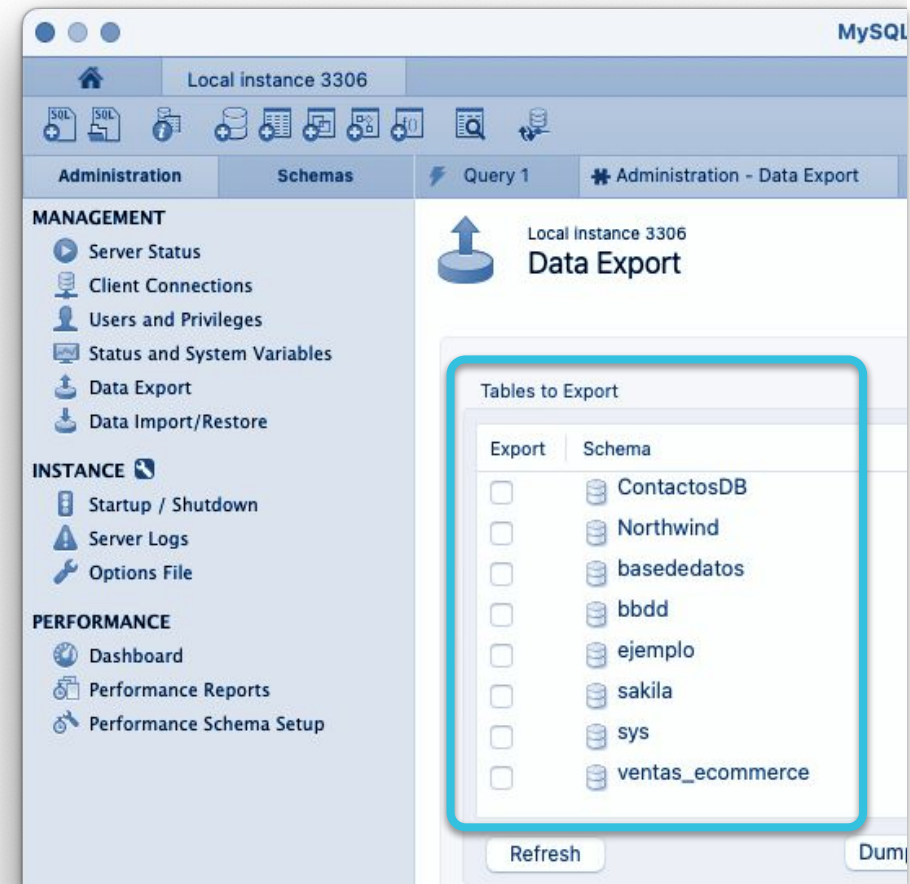 MySQL
Local instance 3306
SQL SQL
Administration Schemas Query 1 Administration - Data Export
MANAGEMENT
Server Status
Client Connections
Users and Privileges
Status and System Variables
Data Export
Data Import/Restore
INSTANCE
Startup / Shutdown
Server Logs
Options File
PERFORMANCE
Dashboard
Performance Reports
Performance Schema Setup
Local instance 3306
Data Export
Tables to Export
Export Schema
ContactosDB
Northwind
basededatos
bbdd
ejemplo
sakila
sys
ventas_ecommerce
Refresh Dump